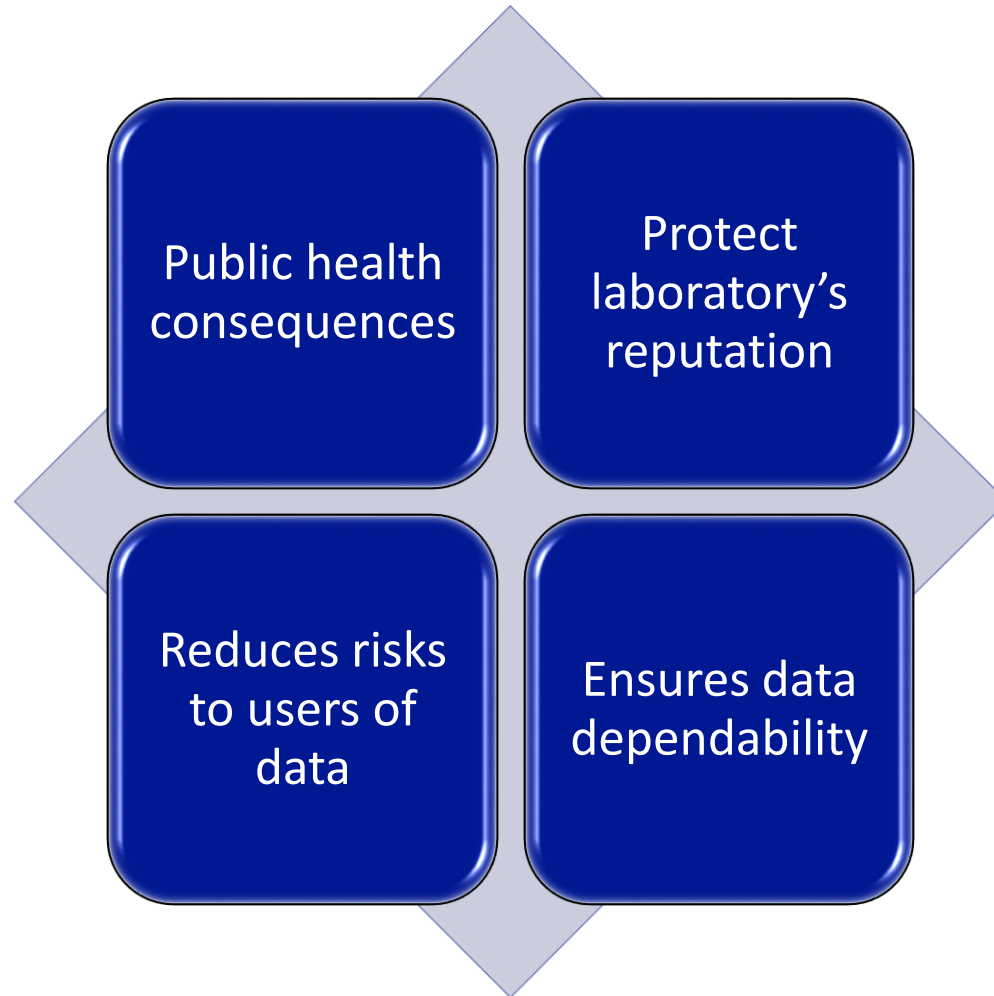 Public health
consequences
Protect
laboratory’s
reputation
Reduces risks
to users of
data
Ensures data
dependability